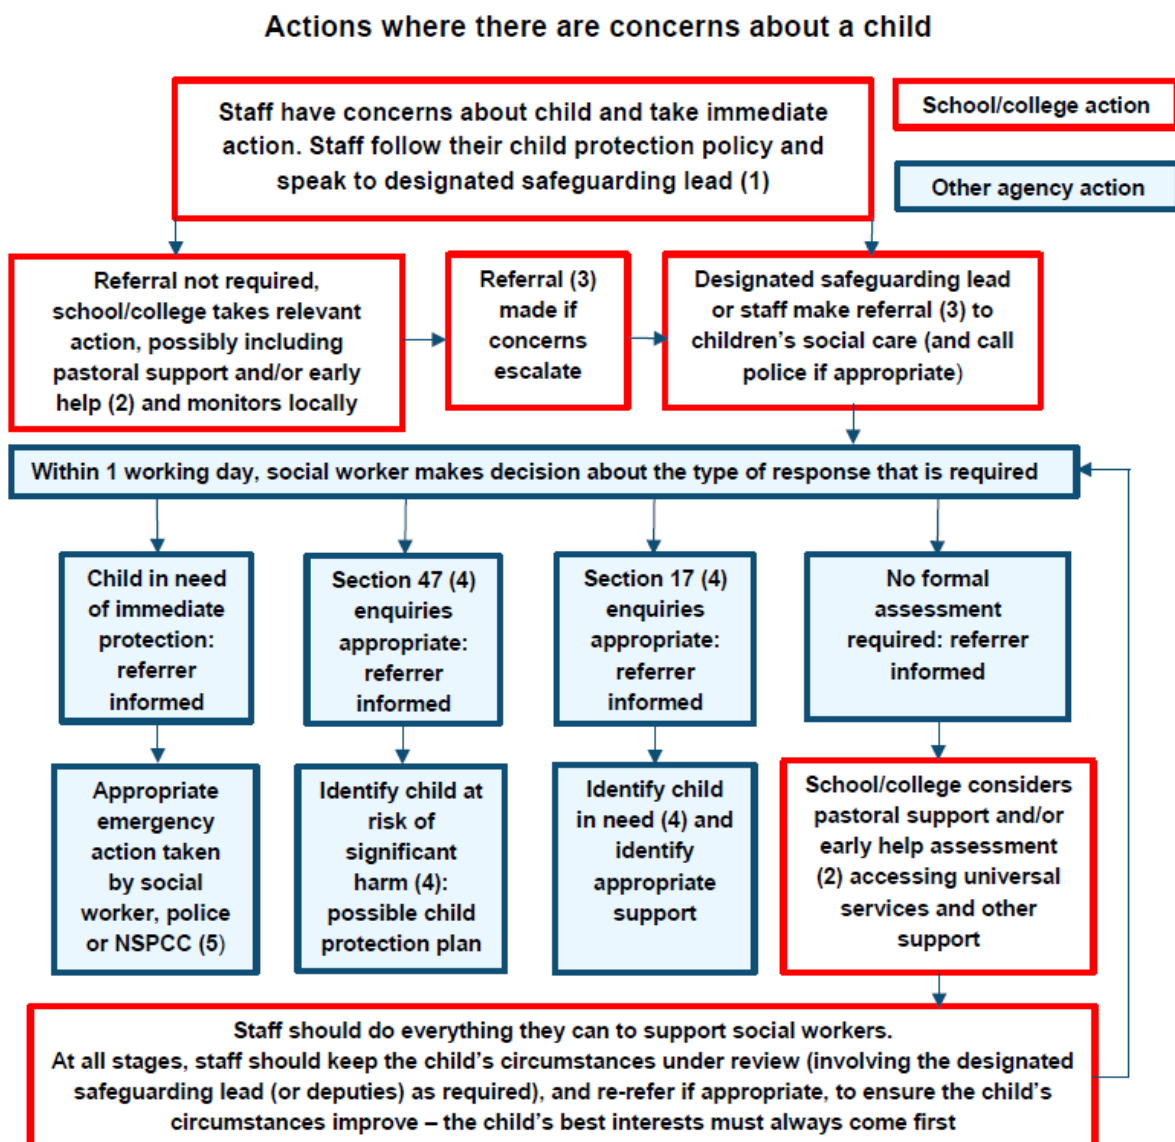 Actions where there are concerns about a child
Staff have concerns about child and take immediate
action. Staff follow their child protection policy and
speak to designated safeguarding lead (1)
School/college action
Other agency action
Referral not required,
school/college takes relevant
action, possibly including
pastoral support and/or early
help (2) and monitors locally
Referral (3)
made if
concerns
escalate
Designated safeguarding lead
or staff make referral (3) to
children’s social care (and call
police if appropriate)
Within 1 working day, social worker makes decision about the type of response that is required
Child in need
of immediate
protection:
referrer
informed
Section 47 (4)
enquiries
appropriate:
referrer
informed
Section 17 (4)
enquiries
appropriate:
referrer
informed
No formal
assessment
required: referrer
informed
Appropriate
emergency
action taken
by social
worker, police
or NSPCC (5)
Identify child at
risk of
significant
harm (4):
possible child
protection plan
Identify child
in need (4) and
identify
appropriate
support
School/college considers
pastoral support and/or
early help assessment
(2) accessing universal
services and other
support
Staff should do everything they can to support social workers.
At all stages, staff should keep the child’s circumstances under review (involving the designated
safeguarding lead (or deputies) as required), and re-refer if appropriate, to ensure the child’s
circumstances improve – the child’s best interests must always come first